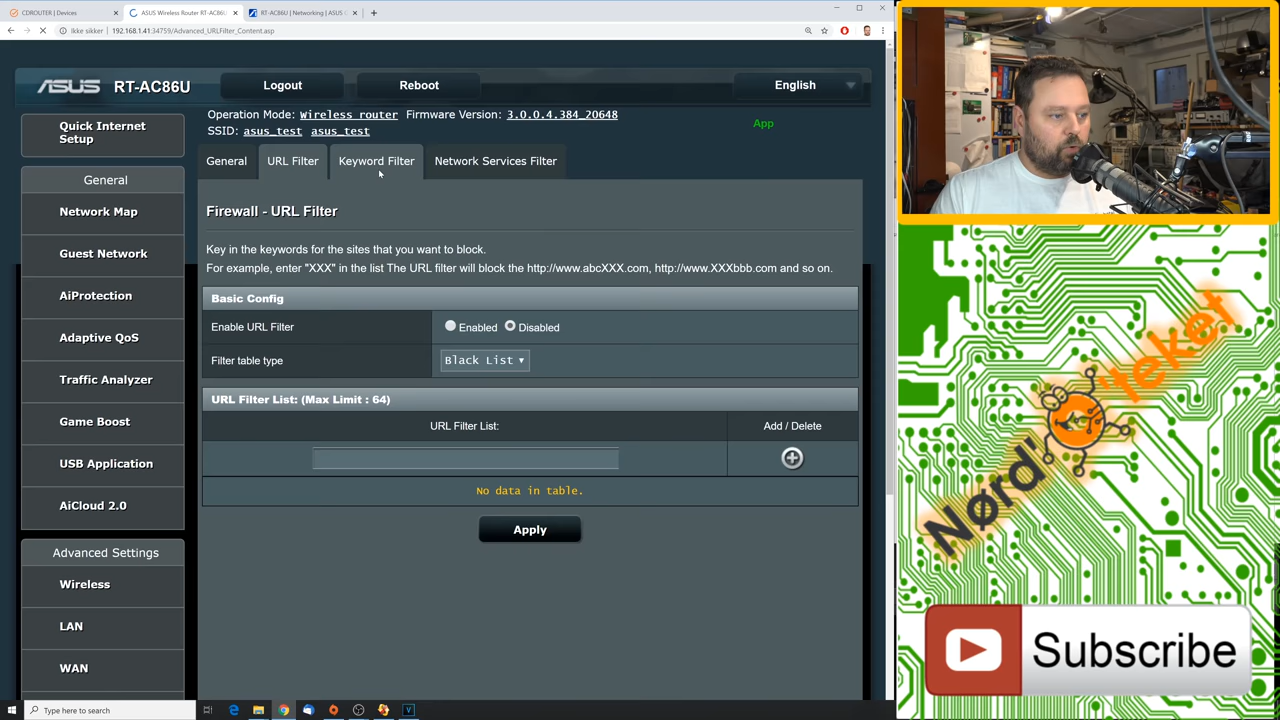 CDROUTER | Devices
ASUS Wireless Router RT-AC86U
RT-AC86U | Networking | ASUS G
Ikke sikker | 192.168.1.41:34759/Advanced_URLFilter_Content.asp
ASUS RT-AC86U
Logout
Reboot
English
Operation Mode: Wireless router Firmware Version: 3.0.0.4.384_20648
SSID: asus_test asus_test
App
General
URL Filter
Keyword Filter
Network Services Filter
Quick Internet
Setup
General
Network Map
Guest Network
AiProtection
Adaptive QoS
Traffic Analyzer
Game Boost
USB Application
AiCloud 2.0
Advanced Settings
Wireless
LAN
WAN
Firewall - URL Filter
Key in the keywords for the sites that you want to block.
For example, enter "XXX" in the list The URL filter will block the http://www.abcXXX.com, http://www.XXXbbb.com and so on.
Basic Config
Enable URL Filter
Enabled Disabled
Filter table type
Black List
URL Filter List: (Max Limit : 64)
URL Filter List:
Add / Delete
No data in table.
Apply
Type here to search
Nørd'teket
Subscribe